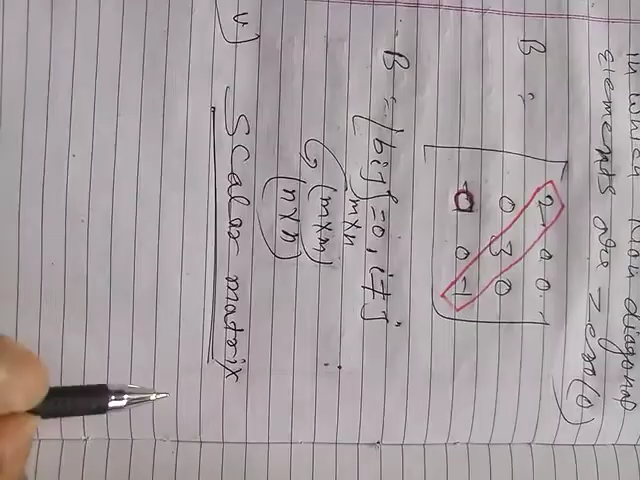 in which Non diagonal
elements are zero(0)
B =
2 0 0
0 3 0
0 0 -1
B = [bij]m×n = 0, i ≠ j
(m×n)
(n×n)
v) Scalar matrix